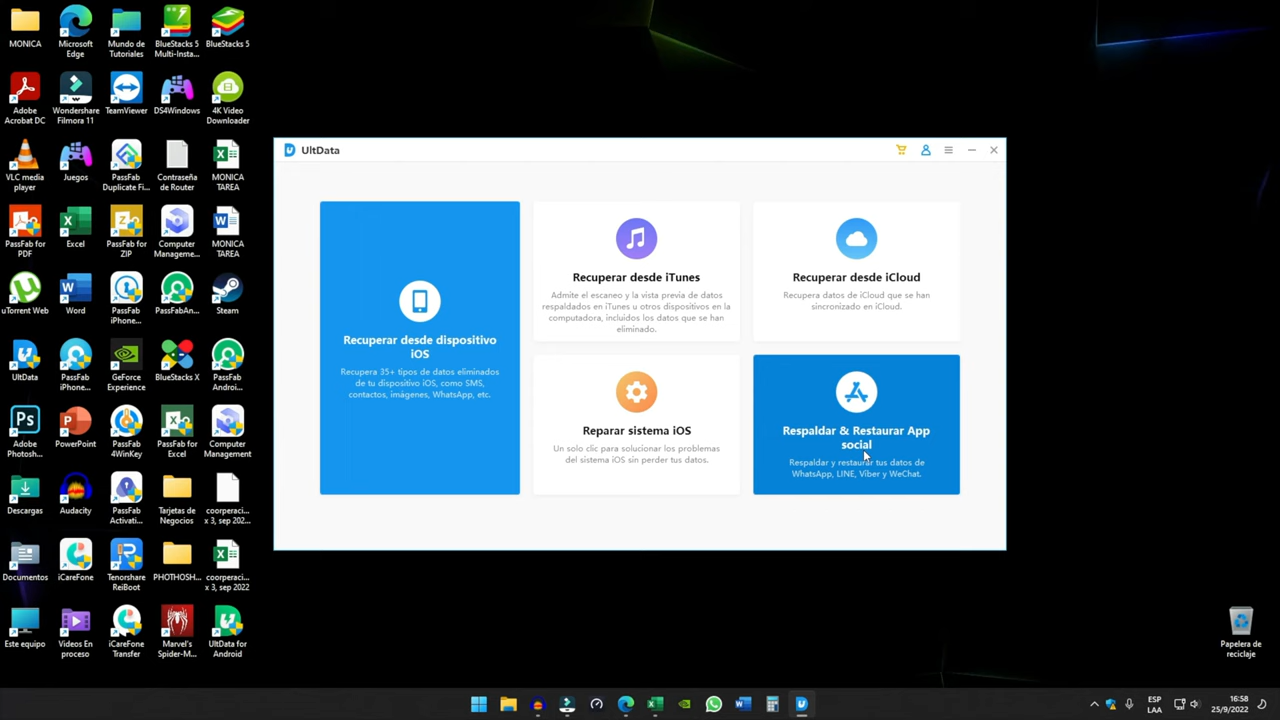 MONICA
Microsoft
Edge
Mundo de
Tutoriales
BlueStacks 5
Multi-Insta...
BlueStacks 5
Adobe
Acrobat DC
Wondershare
Filmora 11
TeamViewer
DS4Windows
4K Video
Downloader
VLC media
player
Juegos
PassFab
Duplicate Fi...
Contraseña
de Router
MONICA
TAREA
PassFab for
PDF
Excel
PassFab for
ZIP
Computer
Manageme...
MONICA
TAREA
uTorrent Web
Word
PassFab
iPhone...
PassFabAn...
Steam
UltData
PassFab
iPhone...
GeForce
Experience
BlueStacks X
PassFab
Androi...
Adobe
Photosh...
PowerPoint
PassFab
4WinKey
PassFab for
Excel
Computer
Management
Descargas
Audacity
PassFab
Activati...
Tarjetas de
Negocios
coorperaci...
x 3, sep 202...
Documentos
iCareFone
Tenorshare
ReiBoot
PHOTHOSH...
coorperaci...
x 3, sep 2022
Este equipo
Videos En
proceso
iCareFone
Transfer
Marvel's
Spider-M...
UltData for
Android
UltData
Recuperar desde dispositivo
iOS
Recupera 35+ tipos de datos eliminados
de tu dispositivo iOS, como SMS,
contactos, imágenes, WhatsApp, etc.
Recuperar desde iTunes
Admite el escaneo y la vista previa de datos
respaldados en iTunes u otros dispositivos en la
computadora, incluidos los datos que se han
eliminado.
Recuperar desde iCloud
Recupera datos de iCloud que se han
sincronizado en iCloud.
Reparar sistema iOS
Un solo clic para solucionar los problemas
del sistema iOS sin perder tus datos.
Respaldar & Restaurar App
social
Respaldar y restaurar tus datos de
WhatsApp, LINE, Viber y WeChat.
Papelera de
reciclaje
ESP
LAA
16:58
25/9/2022